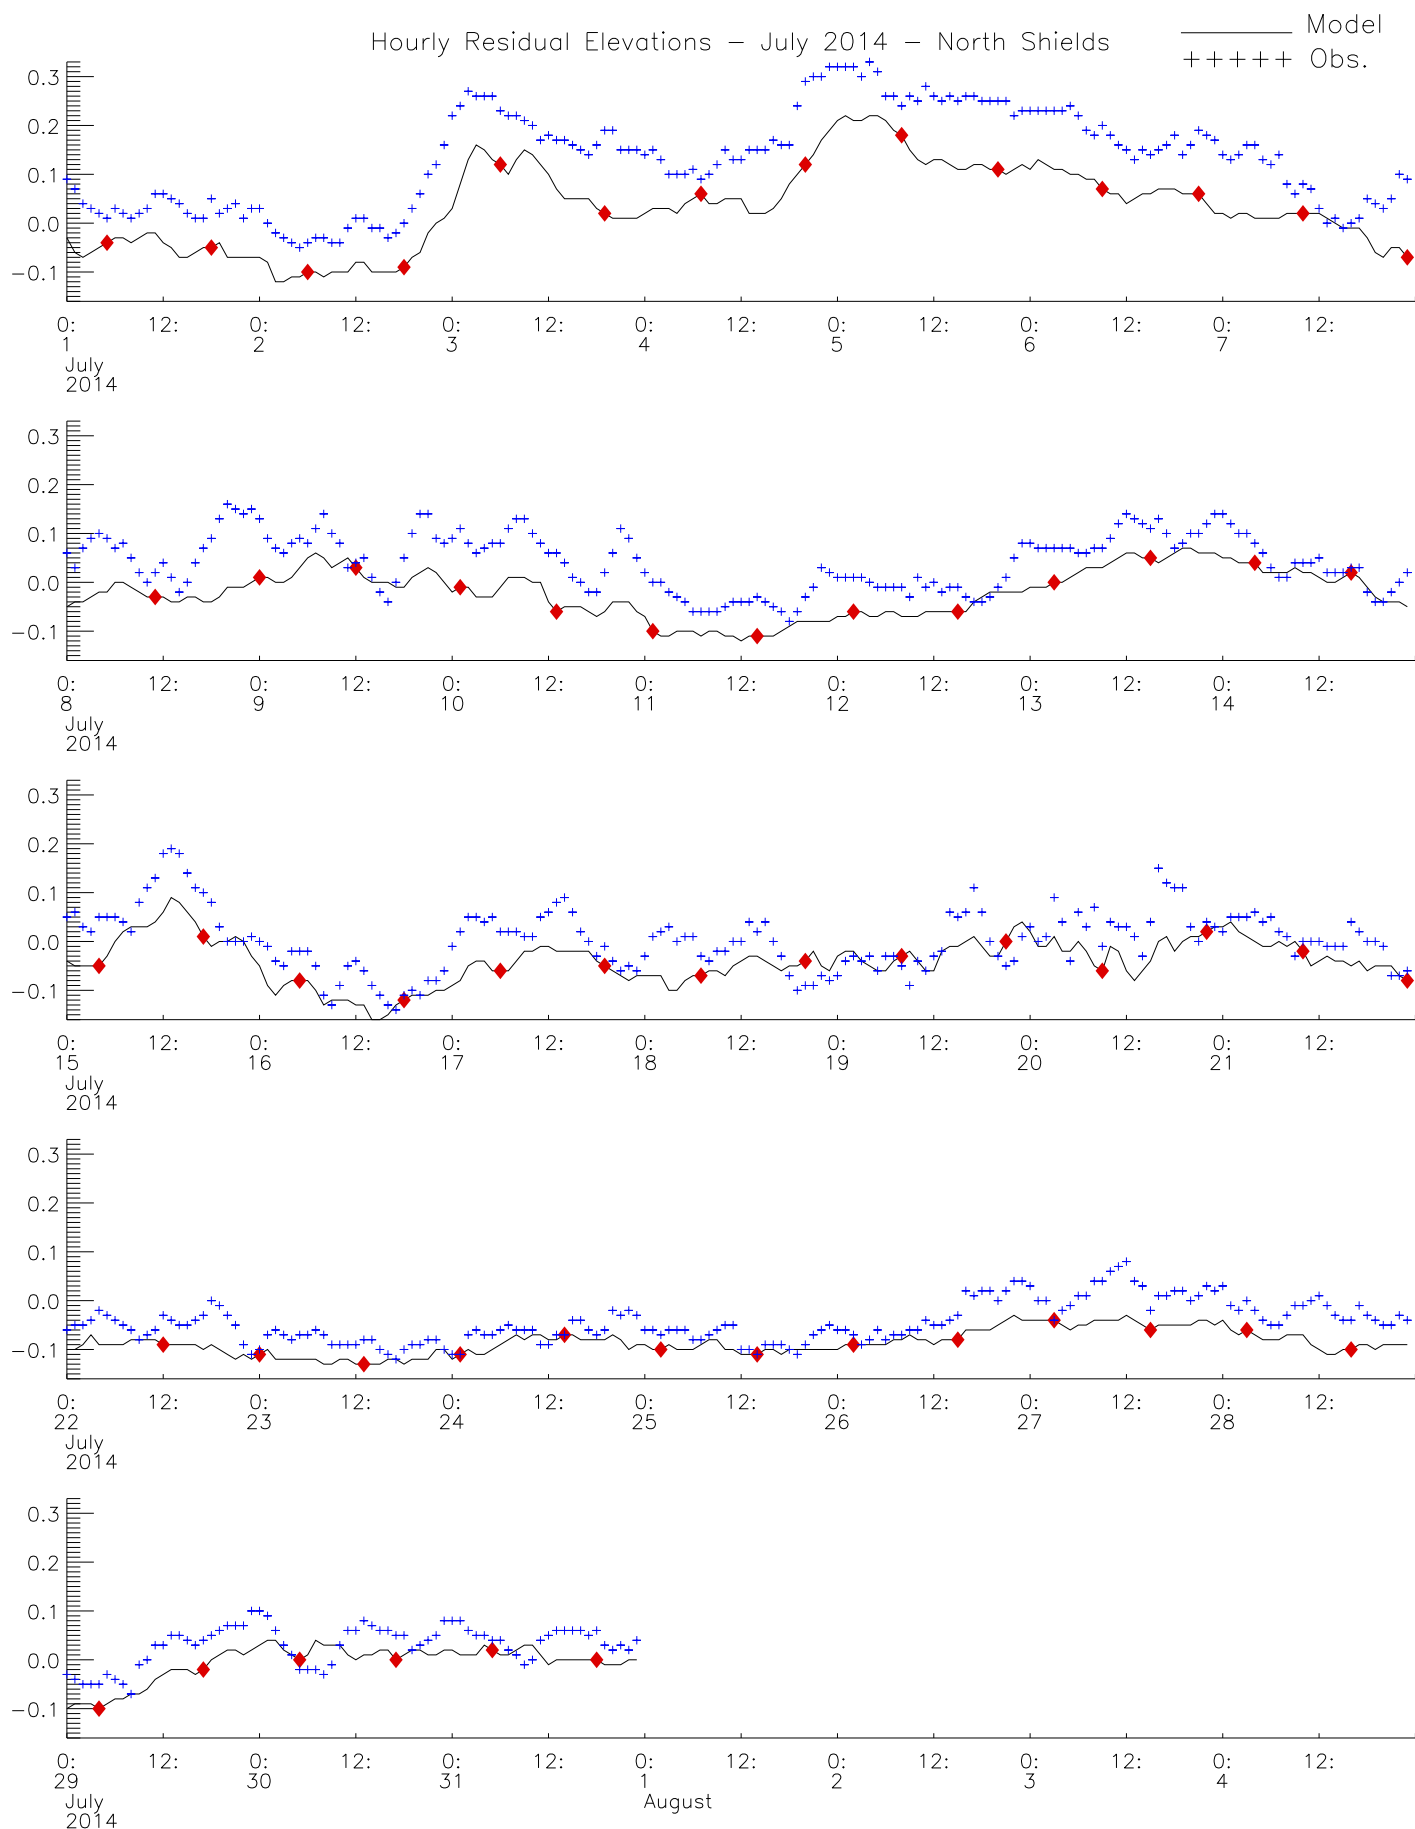 Hourly Residual Elevations - July 2014 - North Shields
Model
+++++ Obs.
0.3
0.2
0.1
0.0
-0.1
0: 12: 0: 12: 0: 12: 0: 12: 0: 12: 0: 12: 0: 12:
1 2 3 4 5 6 7
July
2014
0.3
0.2
0.1
0.0
-0.1
0: 12: 0: 12: 0: 12: 0: 12: 0: 12: 0: 12: 0: 12:
8 9 10 11 12 13 14
July
2014
0.3
0.2
0.1
0.0
-0.1
0: 12: 0: 12: 0: 12: 0: 12: 0: 12: 0: 12: 0: 12:
15 16 17 18 19 20 21
July
2014
0.3
0.2
0.1
0.0
-0.1
0: 12: 0: 12: 0: 12: 0: 12: 0: 12: 0: 12: 0: 12:
22 23 24 25 26 27 28
July
2014
0.3
0.2
0.1
0.0
-0.1
0: 12: 0: 12: 0: 12: 0: 12: 0: 12: 0: 12: 0: 12:
29 30 31 1 2 3 4
July August
2014